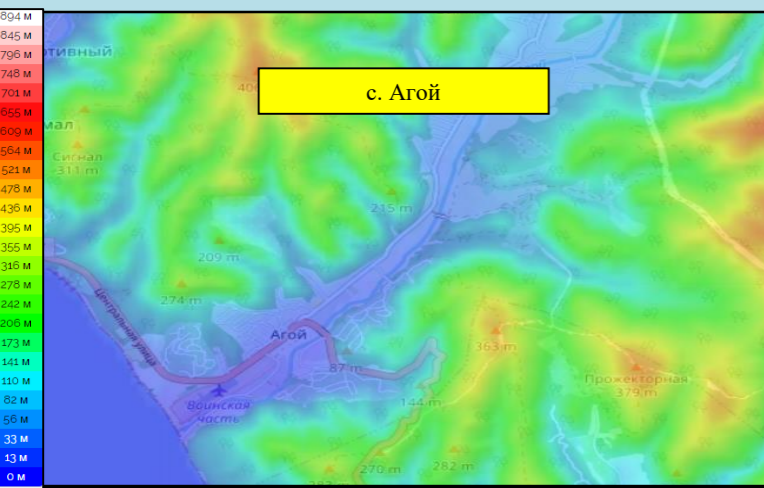 894 м
845 м
796 м
748 м
701 м
655 м
609 м
564 м
521 м
478 м
436 м
395 м
355 м
316 м
278 м
242 м
206 м
173 м
141 м
110 м
82 м
56 м
33 м
13 м
0 м
с. Агой
Сигнал
311 m
215 m
209 m
274 m
Центральная улица
Агой
87 m
363 m
Прожекторная
379 m
Воинская
часть
144 m
270 m
282 m